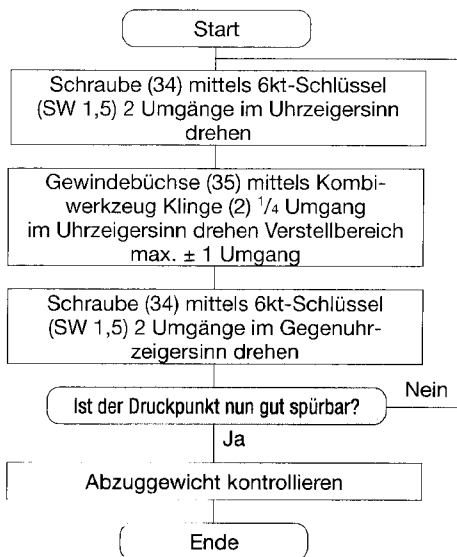 Start
Schraube (34) mittels 6kt-Schlüssel
(SW 1,5) 2 Umgänge im Uhrzeigersinn
drehen
Gewindebüchse (35) mittels Kombi-
werkzeug Klinge (2) 1/4 Umgang
im Uhrzeigersinn drehen Verstellbereich
max. ± 1 Umgang
Schraube (34) mittels 6kt-Schlüssel
(SW 1,5) 2 Umgänge im Gegenuhr-
zeigersinn drehen
Ist der Druckpunkt nun gut spürbar?
Nein
Ja
Abzuggewicht kontrollieren
Ende